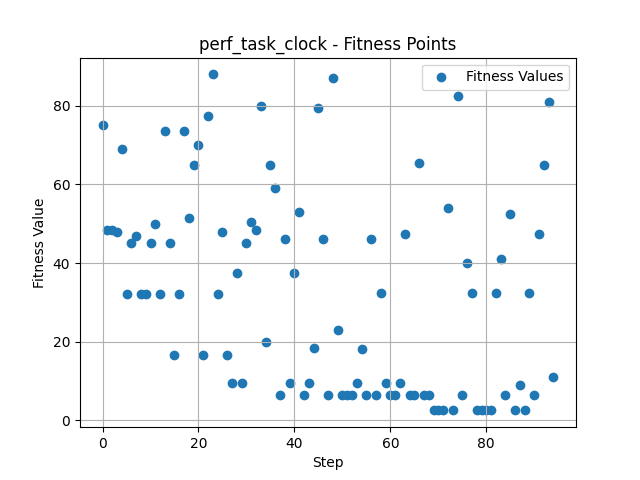 perf_task_clock - Fitness Points
Fitness Values
80
60
40
20
0
Fitness Value
0 20 40 60 80
Step